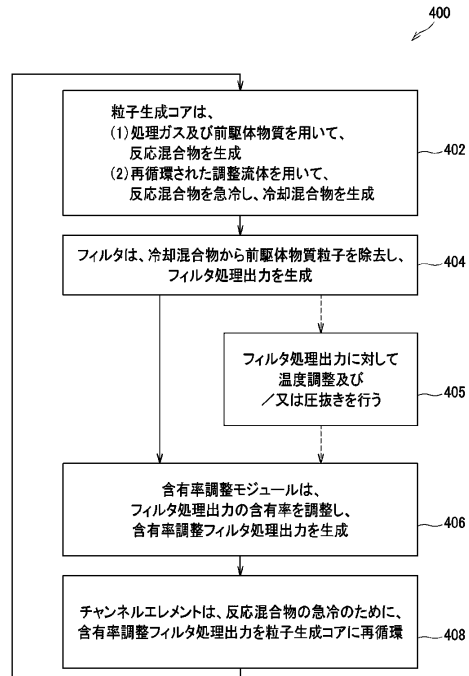 400
粒子生成コアは、
(1)処理ガス及び前駆体物質を用いて、
反応混合物を生成
(2)再循環された調整流体を用いて、
反応混合物を急冷し、冷却混合物を生成
402
フィルタは、冷却混合物から前駆体物質粒子を除去し、
フィルタ処理出力を生成
404
フィルタ処理出力に対して
温度調整及び
／又は圧抜きを行う
405
含有率調整モジュールは、
フィルタ処理出力の含有率を調整し、
含有率調整フィルタ処理出力を生成
406
チャンネルエレメントは、反応混合物の急冷のために、
含有率調整フィルタ処理出力を粒子生成コアに再循環
408